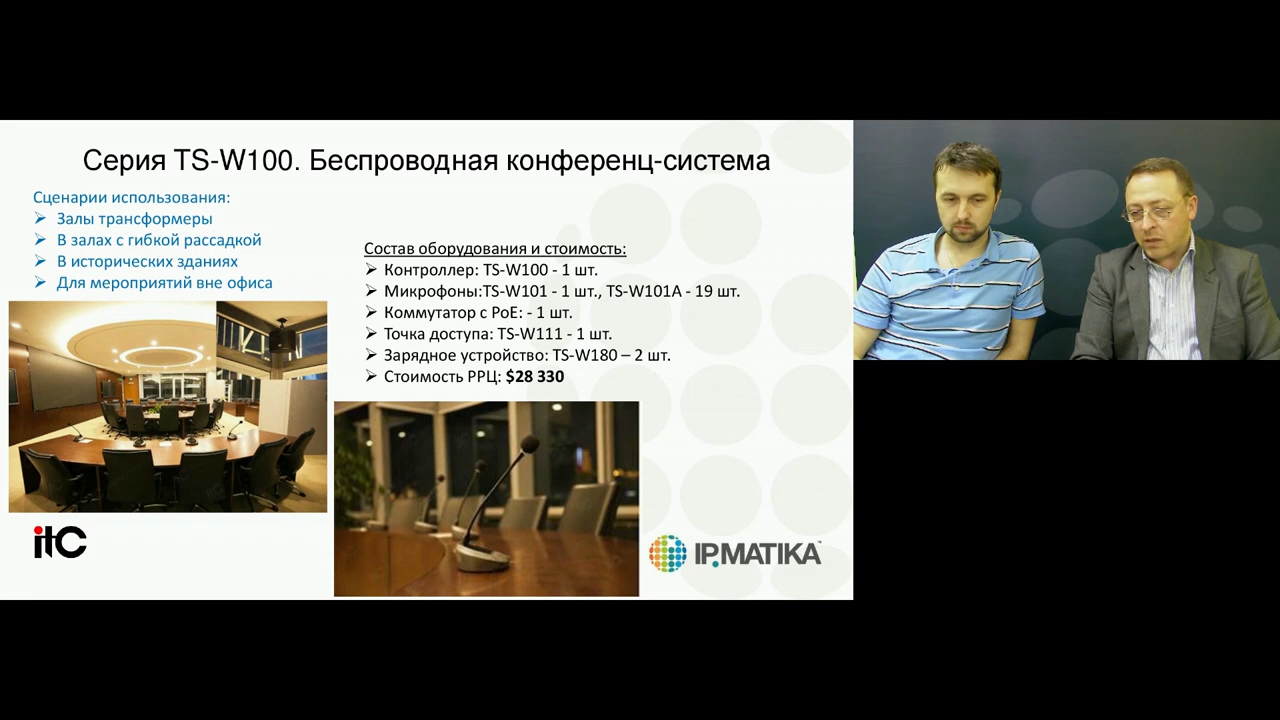 Серия TS-W100. Беспроводная конференц-система
Сценарии использования:
Залы трансформеры
В залах с гибкой рассадкой
В исторических зданиях
Для мероприятий вне офиса
Состав оборудования и стоимость:
Контроллер: TS-W100 - 1 шт.
Микрофоны:TS-W101 - 1 шт., TS-W101A - 19 шт.
Коммутатор с PoE: - 1 шт.
Точка доступа: TS-W111 - 1 шт.
Зарядное устройство: TS-W180 – 2 шт.
Стоимость РРЦ: $28 330
itC
IP.MATIKA™